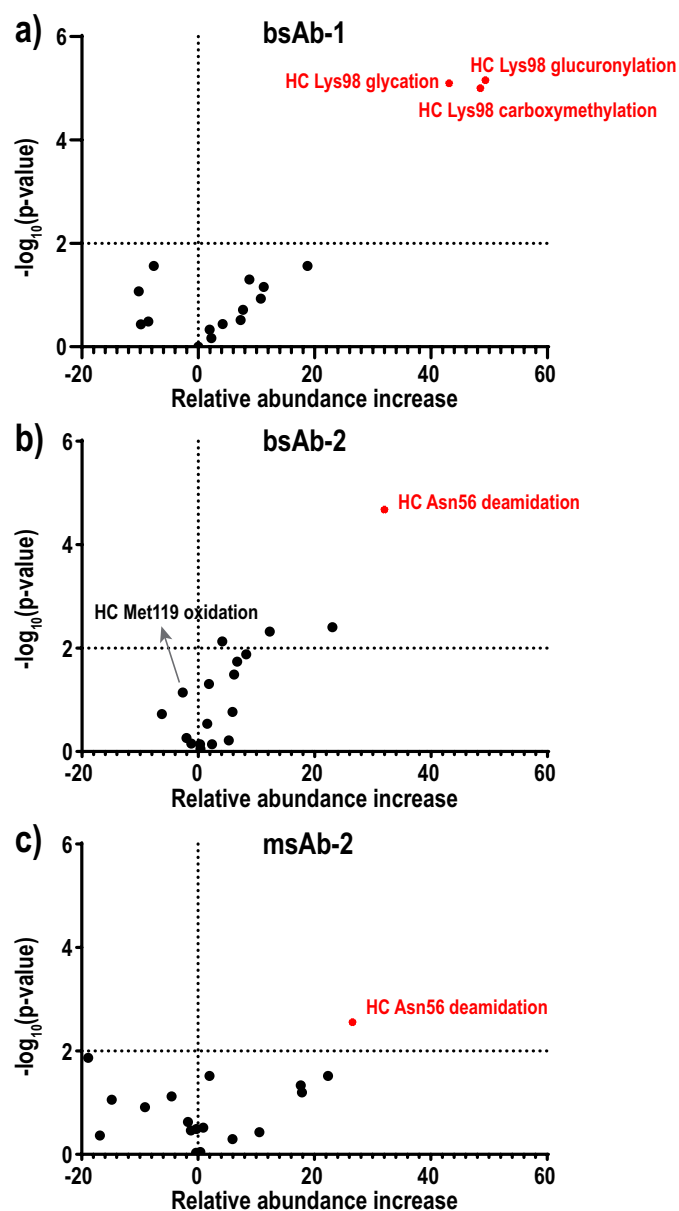 a) bsAb-1
6
HC Lys98 glucuronylation
HC Lys98 glycation
HC Lys98 carboxymethylation
4
-log10(p-value)
2
0
-20 0 20 40 60
Relative abundance increase
b) bsAb-2
6
HC Asn56 deamidation
4
-log10(p-value)
HC Met119 oxidation
2
0
-20 0 20 40 60
Relative abundance increase
c) msAb-2
6
4
-log10(p-value)
HC Asn56 deamidation
2
0
-20 0 20 40 60
Relative abundance increase